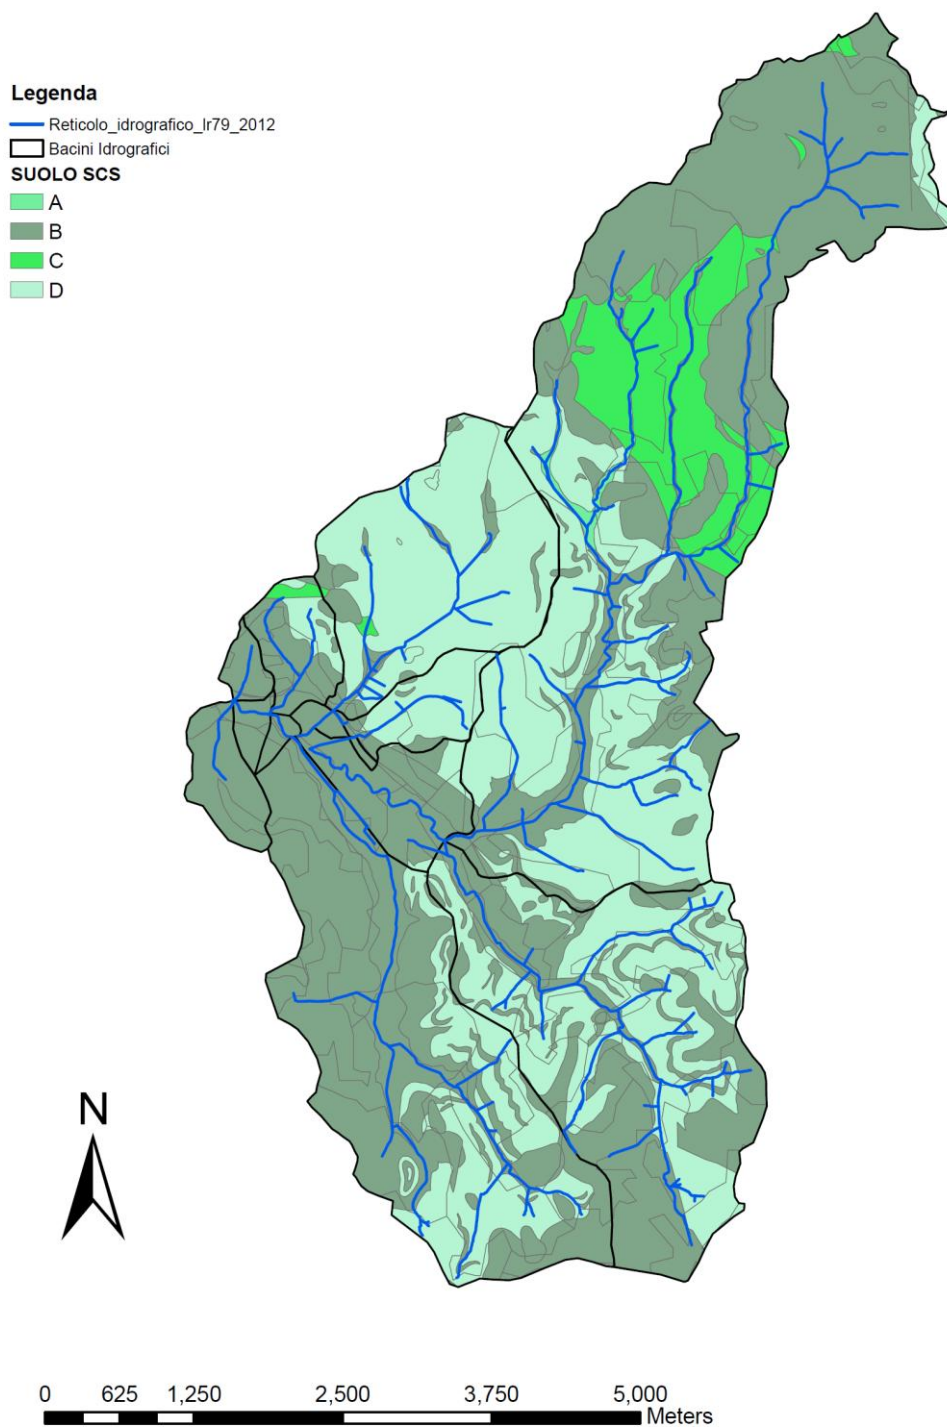 Legenda
Reticolo_idrografico_lr79_2012
Bacini Idrografici
SUOLO SCS
A
B
C
D
N
0 625 1,250 2,500 3,750 5,000
Meters